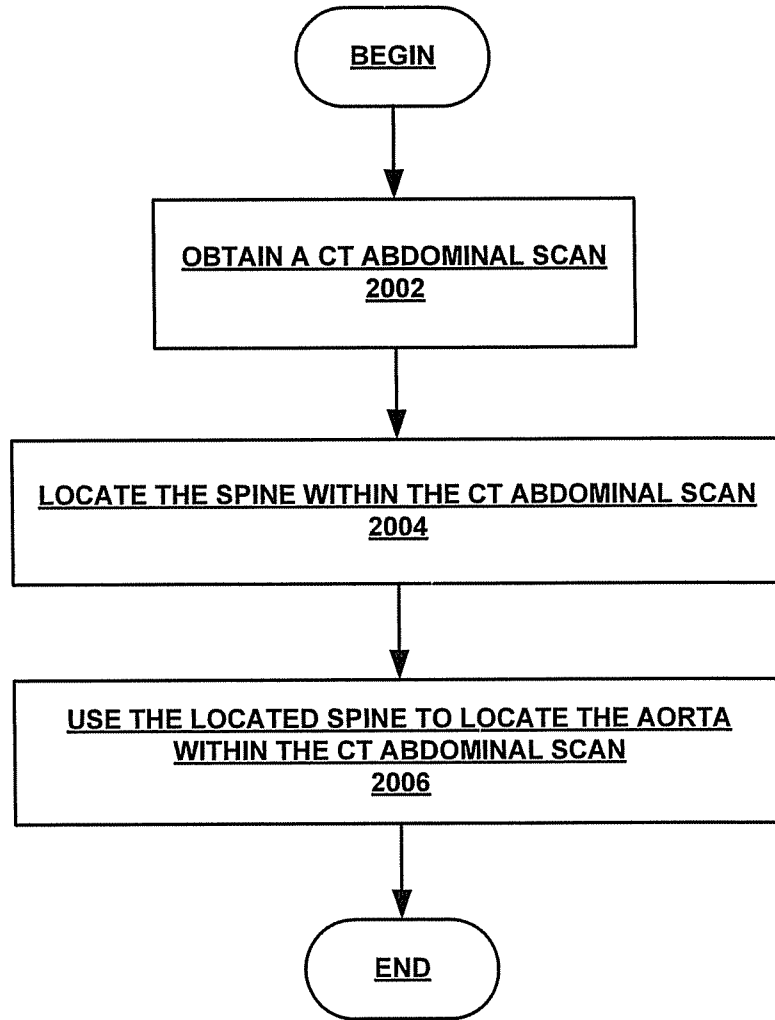 BEGIN
OBTAIN A CT ABDOMINAL SCAN
2002
LOCATE THE SPINE WITHIN THE CT ABDOMINAL SCAN
2004
USE THE LOCATED SPINE TO LOCATE THE AORTA
WITHIN THE CT ABDOMINAL SCAN
2006
END